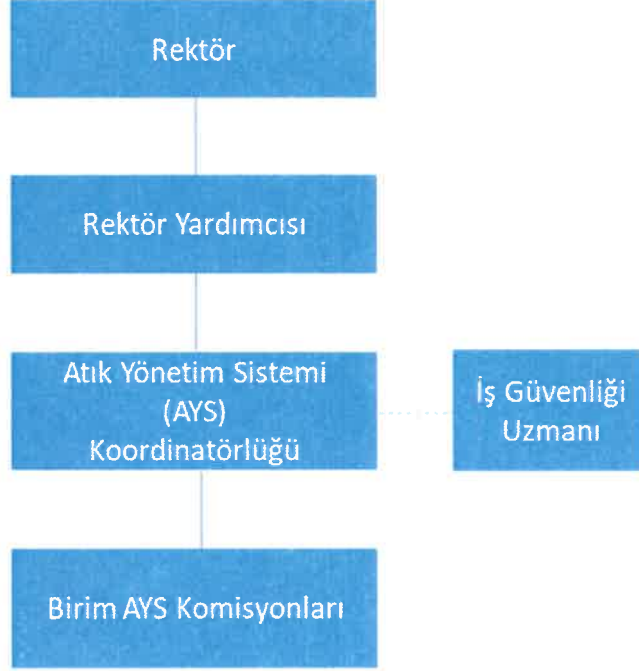 Rektör
Rektör Yardımcısı
Atık Yönetim Sistemi
(AYS)
Koordinatörlüğü
İş Güvenliği
Uzmanı
Birim AYS Komisyonları